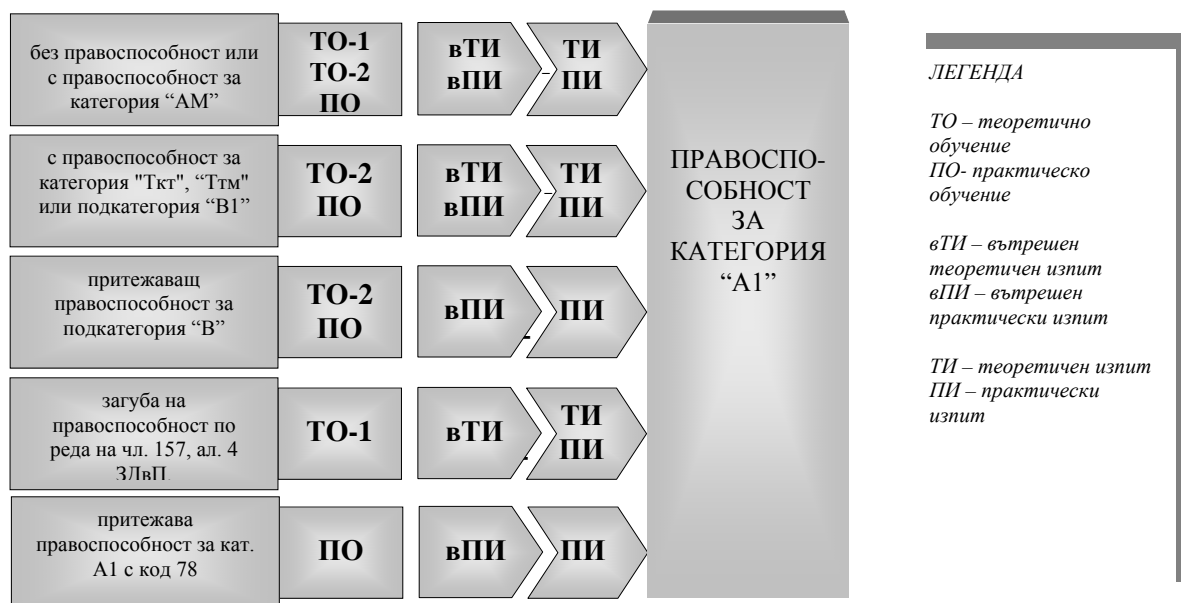 без правоспособност или
с правоспособност за
категория “АМ”
ТО-1
ТО-2
ПО
вТИ
вПИ
ТИ
ПИ
с правоспособност за
категория "Ткт", “Ттм”
или подкатегория “В1”
ТО-2
ПО
вТИ
вПИ
ТИ
ПИ
притежаващ
правоспособност за
подкатегория “В”
ТО-2
ПО
вПИ
ПИ
загуба на
правоспособност по
реда на чл. 157, ал. 4
ЗДвП.
ТО-1
вТИ
ТИ
ПИ
притежава
правоспособност за кат.
А1 с код 78
ПО
вПИ
ПИ
ПРАВОСПО-
СОБНОСТ
ЗА
КАТЕГОРИЯ
“А1”
ЛЕГЕНДА
ТО – теоретично
обучение
ПО- практическо
обучение
вТИ – вътрешен
теоретичен изпит
вПИ – вътрешен
практически изпит
ТИ – теоретичен изпит
ПИ – практически
изпит